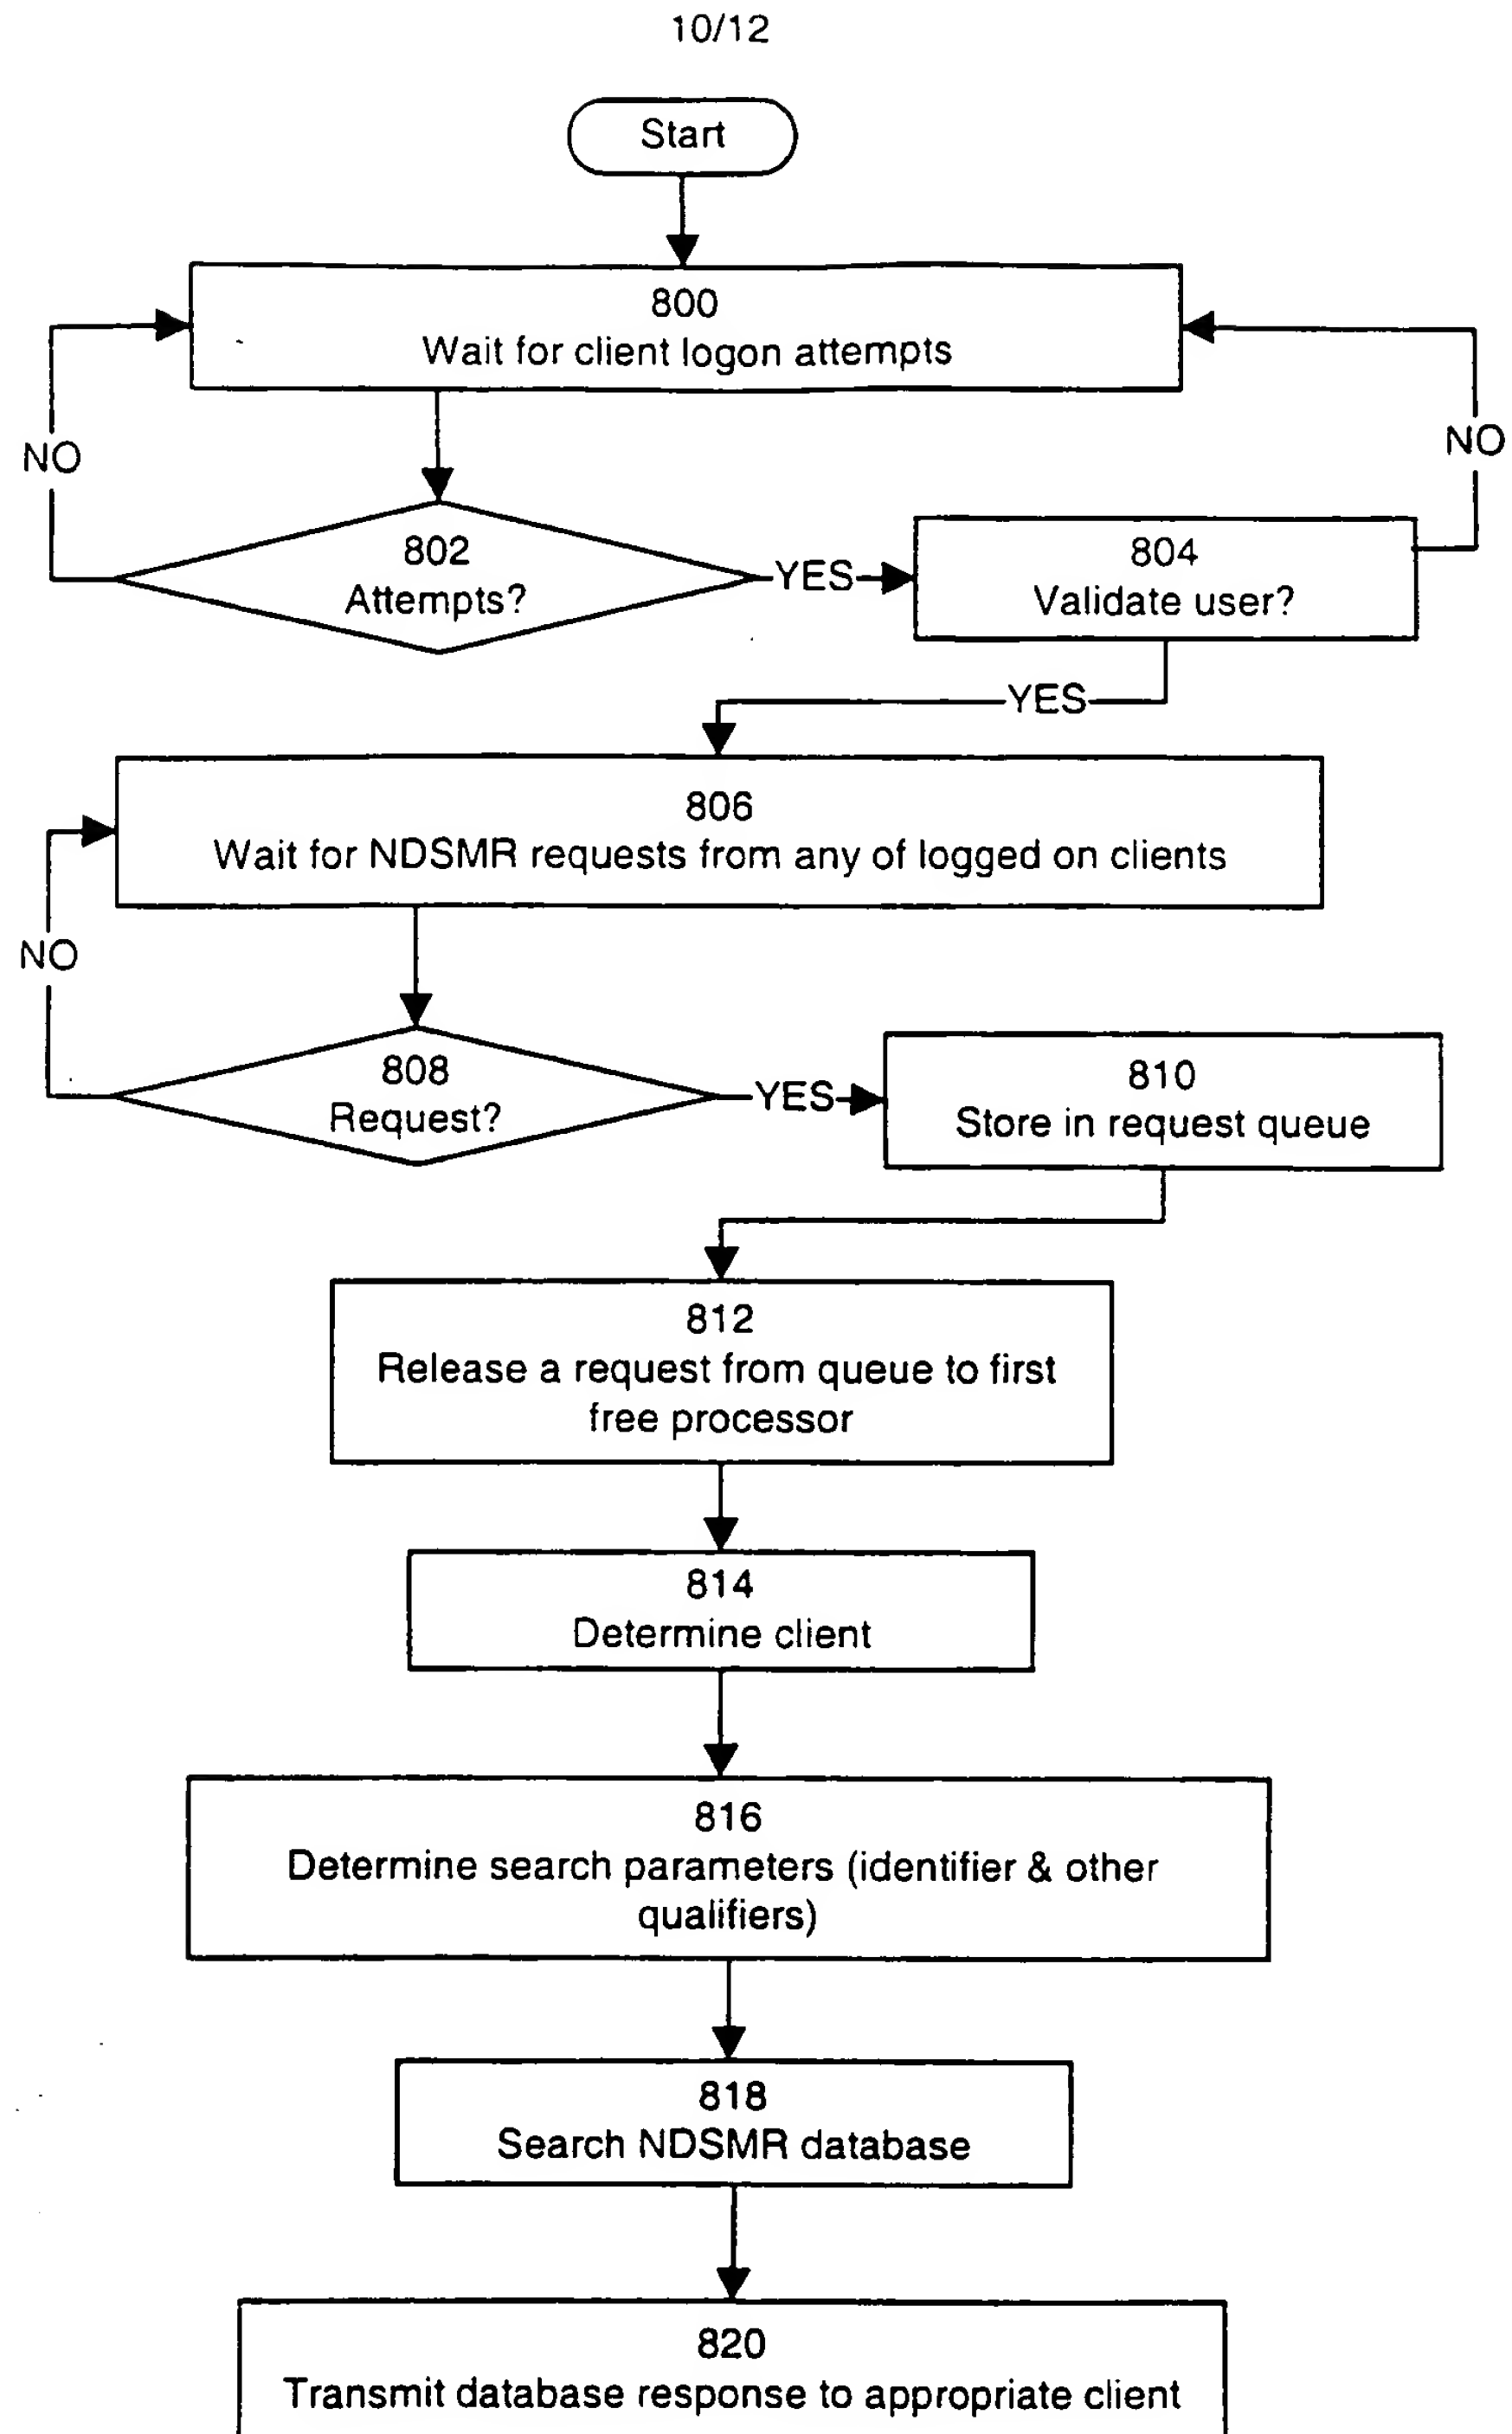 10/12
Start
800
Wait for client logon attempts
NO
NO
802
Attempts?
YES
804
Validate user?
YES
806
Wait for NDSMR requests from any of logged on clients
NO
808
Request?
YES
810
Store in request queue
812
Release a request from queue to first
free processor
814
Determine client
816
Determine search parameters (identifier & other
qualifiers)
818
Search NDSMR database
820
Transmit database response to appropriate client